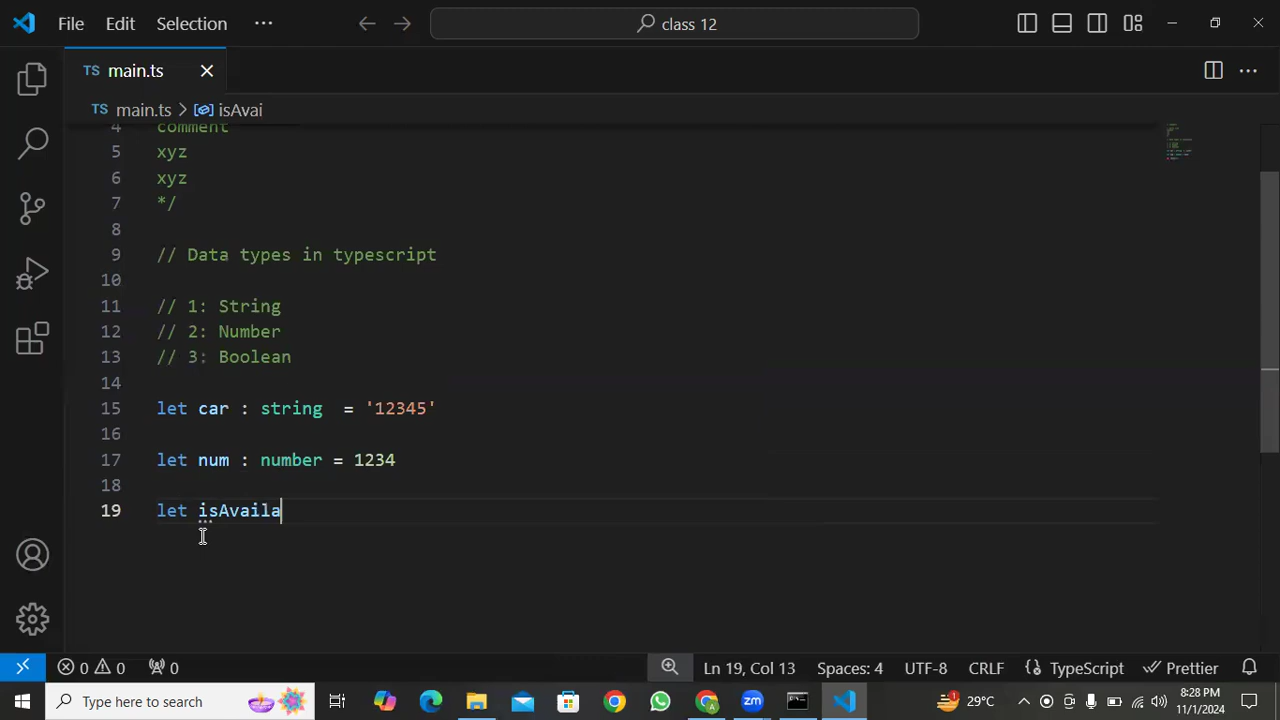 File Edit Selection ··· class 12
TS main.ts
TS main.ts > isAvai
4 comment
5 xyz
6 xyz
7 */
8
9 // Data types in typescript
10
11 // 1: String
12 // 2: Number
13 // 3: Boolean
14
15 let car : string  = '12345'
16
17 let num : number = 1234
18
19 let isAvaila
0 0 0 Ln 19, Col 13 Spaces: 4 UTF-8 CRLF TypeScript Prettier
Type here to search zm 29°C 8:28 PM
11/1/2024